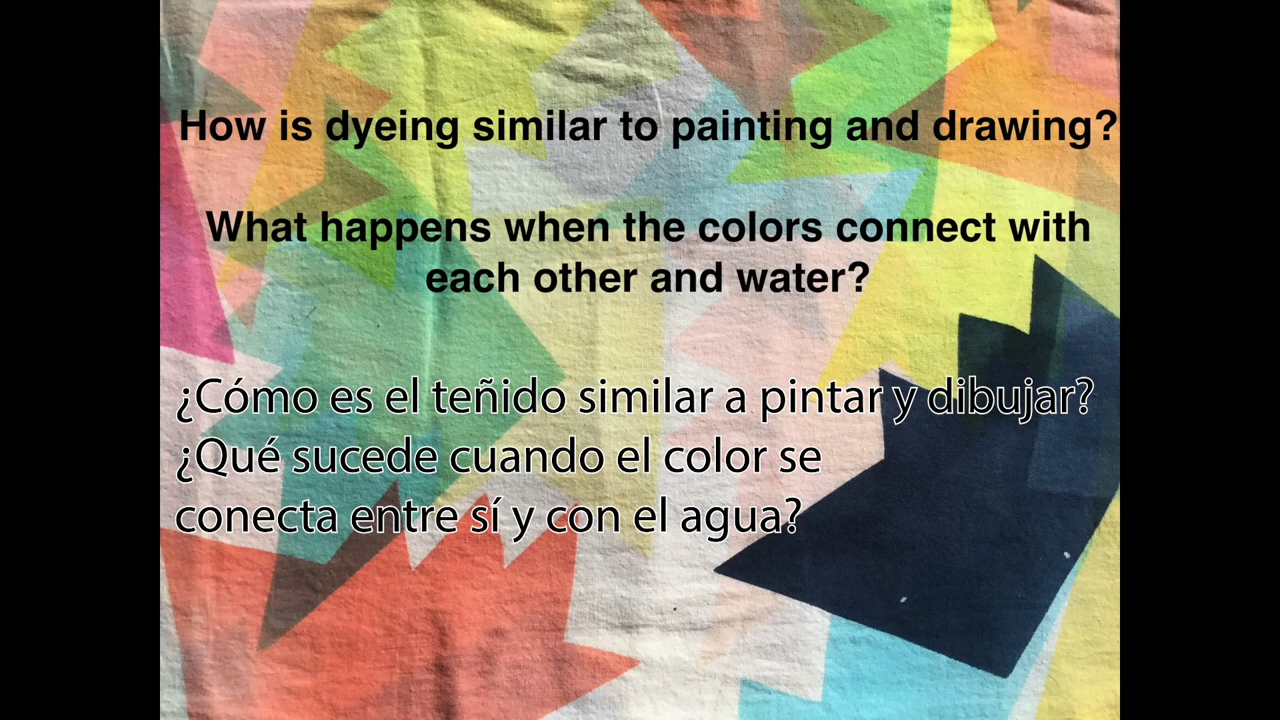 How is dyeing similar to painting and drawing?
What happens when the colors connect with
each other and water?
¿Cómo es el teñido similar a pintar y dibujar?
¿Qué sucede cuando el color se
conecta entre sí y con el agua?